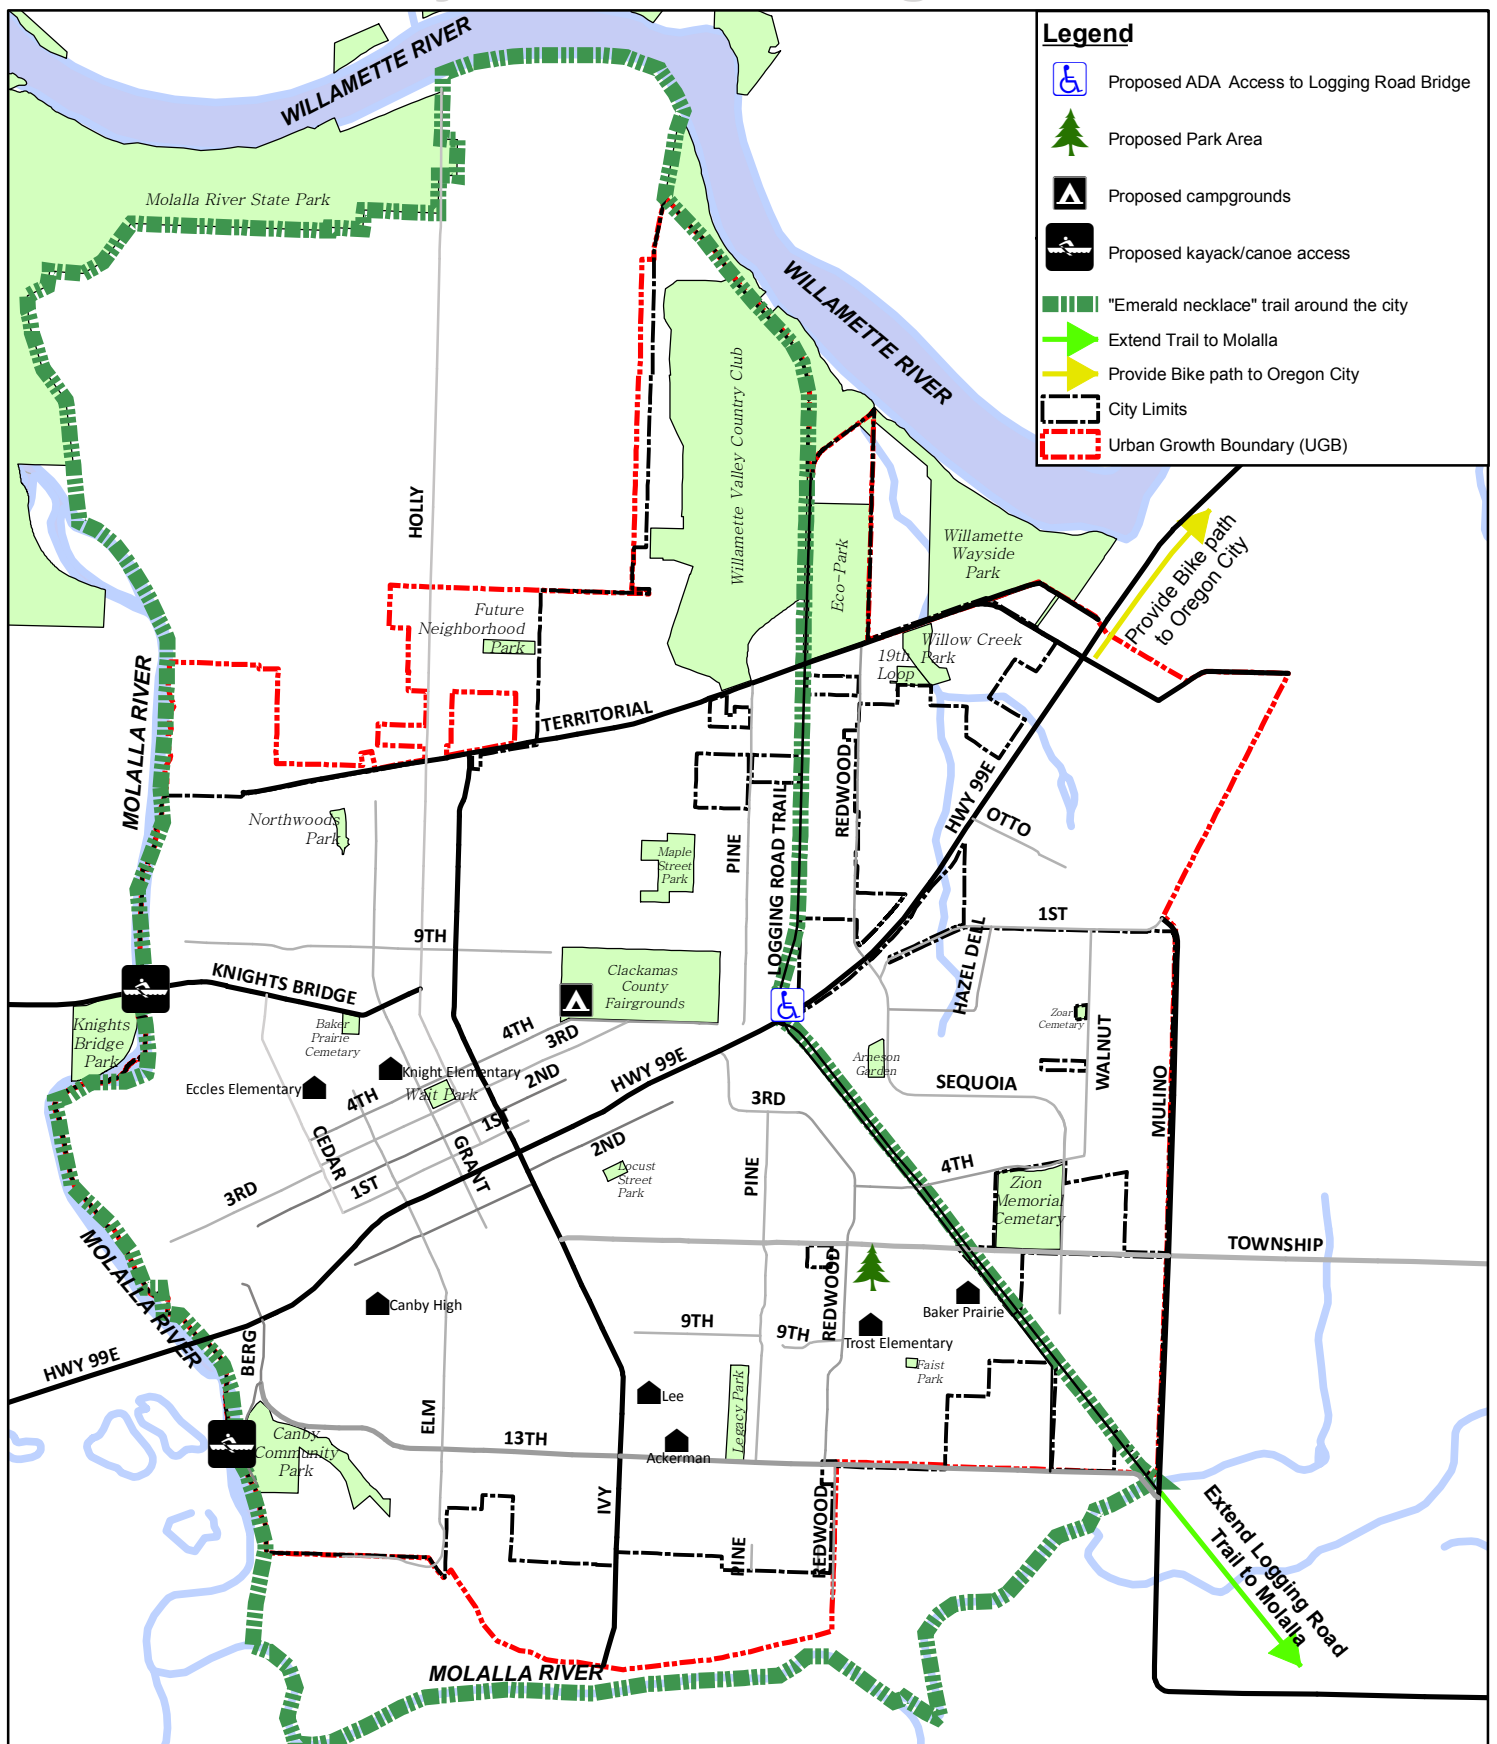 Legend
Proposed ADA Access to Logging Road Bridge
Proposed Park Area
Proposed campgrounds
Proposed kayack/canoe access
"Emerald necklace" trail around the city
Extend Trail to Molalla
Provide Bike path to Oregon City
City Limits
Urban Growth Boundary (UGB)
WILLAMETTE RIVER
Molalla River State Park
WILLAMETTE RIVER
Willamette Valley Country Club
HOLLY
Eco-Park
Willamette
Wayside
Park
Provide Bike path
to Oregon City
Future
Neighborhood
Park
Willow Creek
Park
19th
Loop
MOLALLA RIVER
TERRITORIAL
REDWOOD
HWY 99E
OTTO
Northwoods
Park
Maple
Street
Park
PINE
LOGGING ROAD TRAIL
9TH
1ST
HAZEL DELL
KNIGHTS BRIDGE
Clackamas
County
Fairgrounds
Knights
Bridge
Park
Baker
Prairie
Cemetery
4TH
3RD
2ND
HWY 99E
Zoar
Cemetery
WALNUT
Arneson
Garden
SEQUOIA
MULINO
Knight Elementary
Eccles Elementary
Wait Park
4TH
3RD
CEDAR
1ST
GRANT
2ND
Locust
Street
Park
PINE
4TH
Zion
Memorial
Cemetary
3RD
1ST
MOLALLA RIVER
TOWNSHIP
REDWOOD
Baker Prairie
Canby High
Trost Elementary
9TH
9TH
HWY 99E
BERG
Faist
Park
Lee
Legacy Park
ELM
13TH
Ackerman
Canby
Community
Park
IVY
PINE
REDWOOD
Extend Logging Road
Trail to Molalla
MOLALLA RIVER